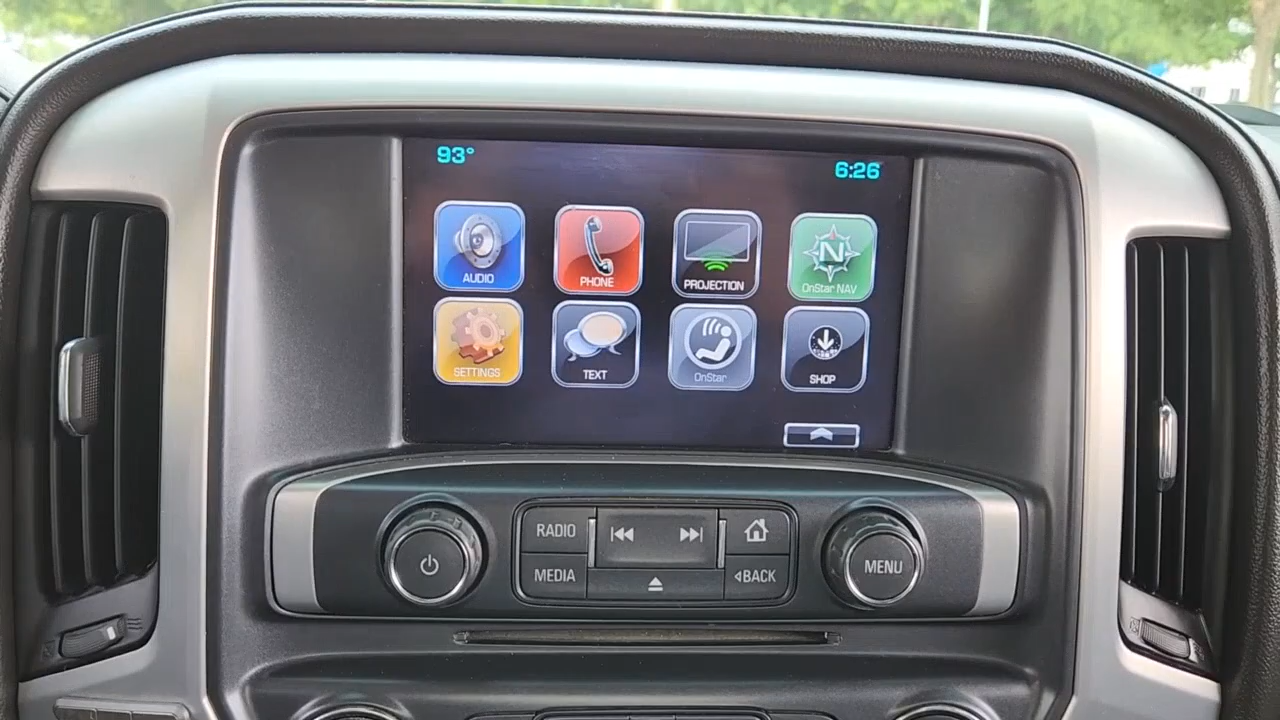 93°
6:26
AUDIO
PHONE
PROJECTION
N
OnStar NAV
SETTINGS
TEXT
OnStar
SHOP
RADIO
MEDIA
BACK
MENU